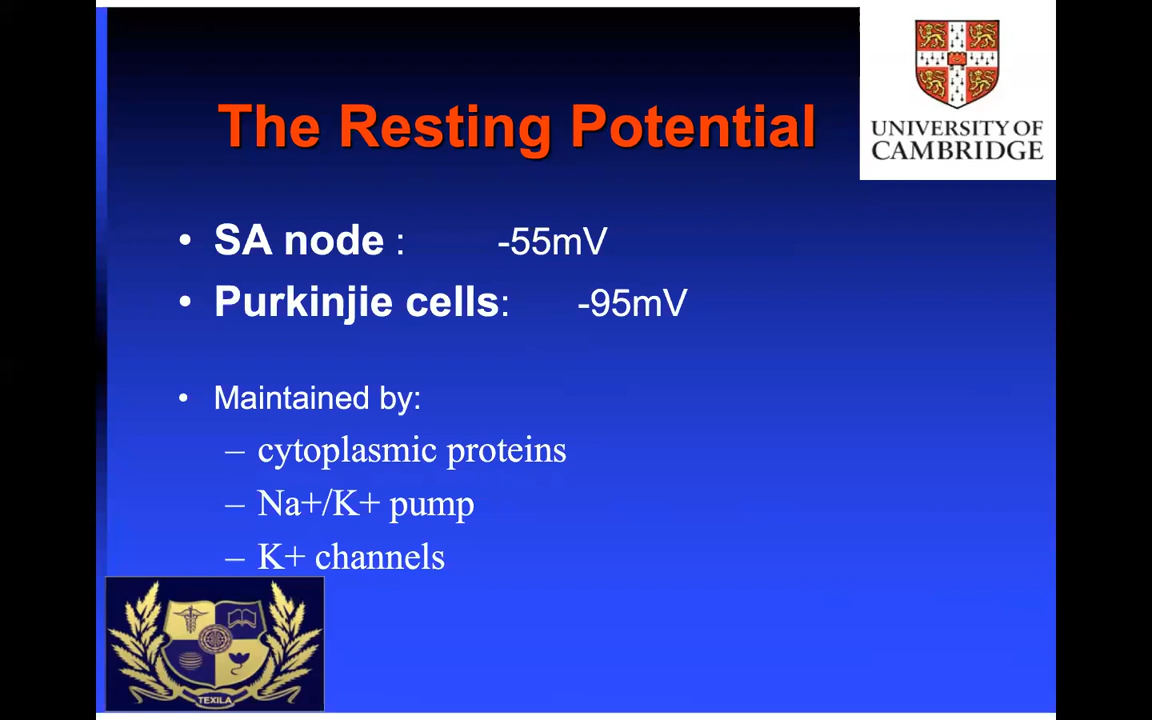 The Resting Potential
UNIVERSITY OF
CAMBRIDGE
• SA node : -55mV
• Purkinjie cells: -95mV
• Maintained by:
– cytoplasmic proteins
– Na+/K+ pump
– K+ channels
TEXILA